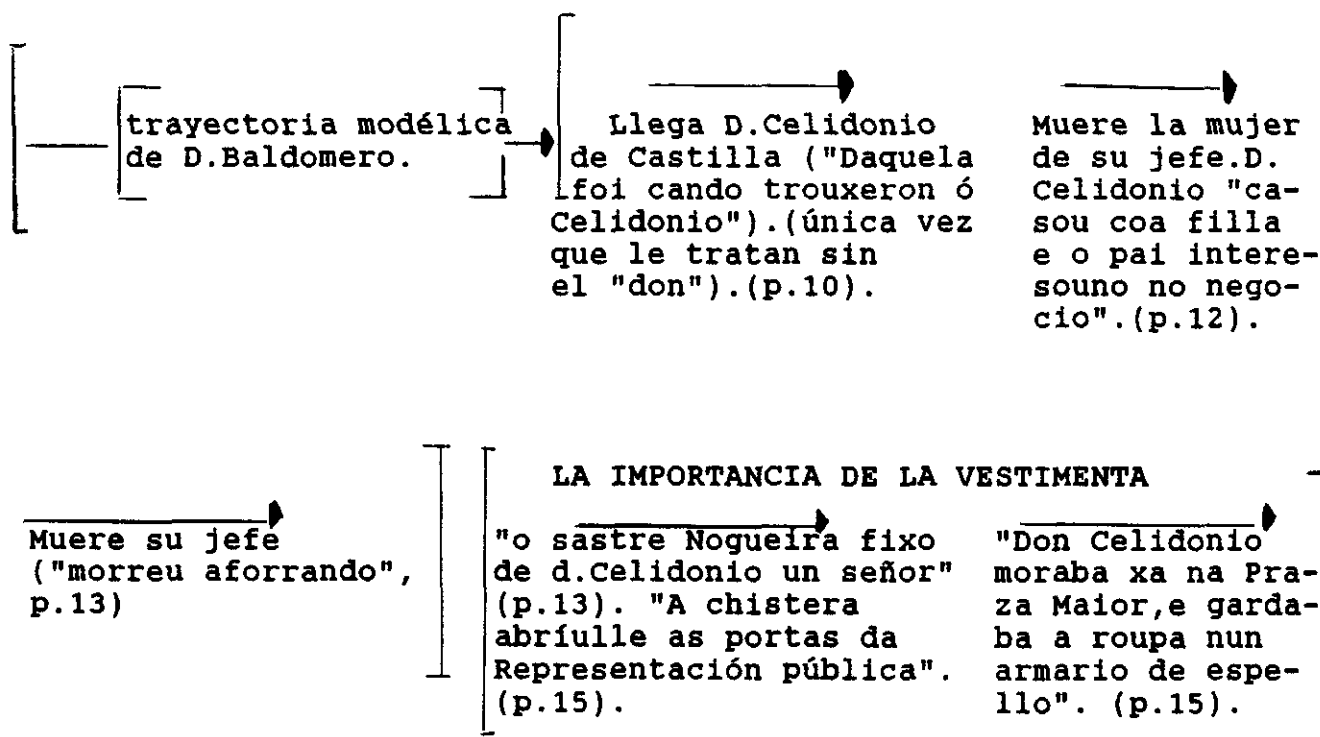 trayectoria modélica
de D.Baldomero.
Llega D.Celidonio
de Castilla ("Daquela
foi cando trouxeron ó
Celidonio").(única vez
que le tratan sin
el "don").(p.10).
Muere la mujer
de su jefe.D.
Celidonio "ca-
sou coa filla
e o pai intere-
souno no nego-
cio".(p.12).
Muere su jefe
("morreu aforrando",
p.13)
LA IMPORTANCIA DE LA VESTIMENTA
"o sastre Nogueira fixo
de d.Celidonio un señor"
(p.13). "A chistera
abríulle as portas da
Representación pública".
(p.15).
"Don Celidonio
moraba xa na Pra-
za Maior,e garda-
ba a roupa nun
armario de espe-
llo". (p.15).